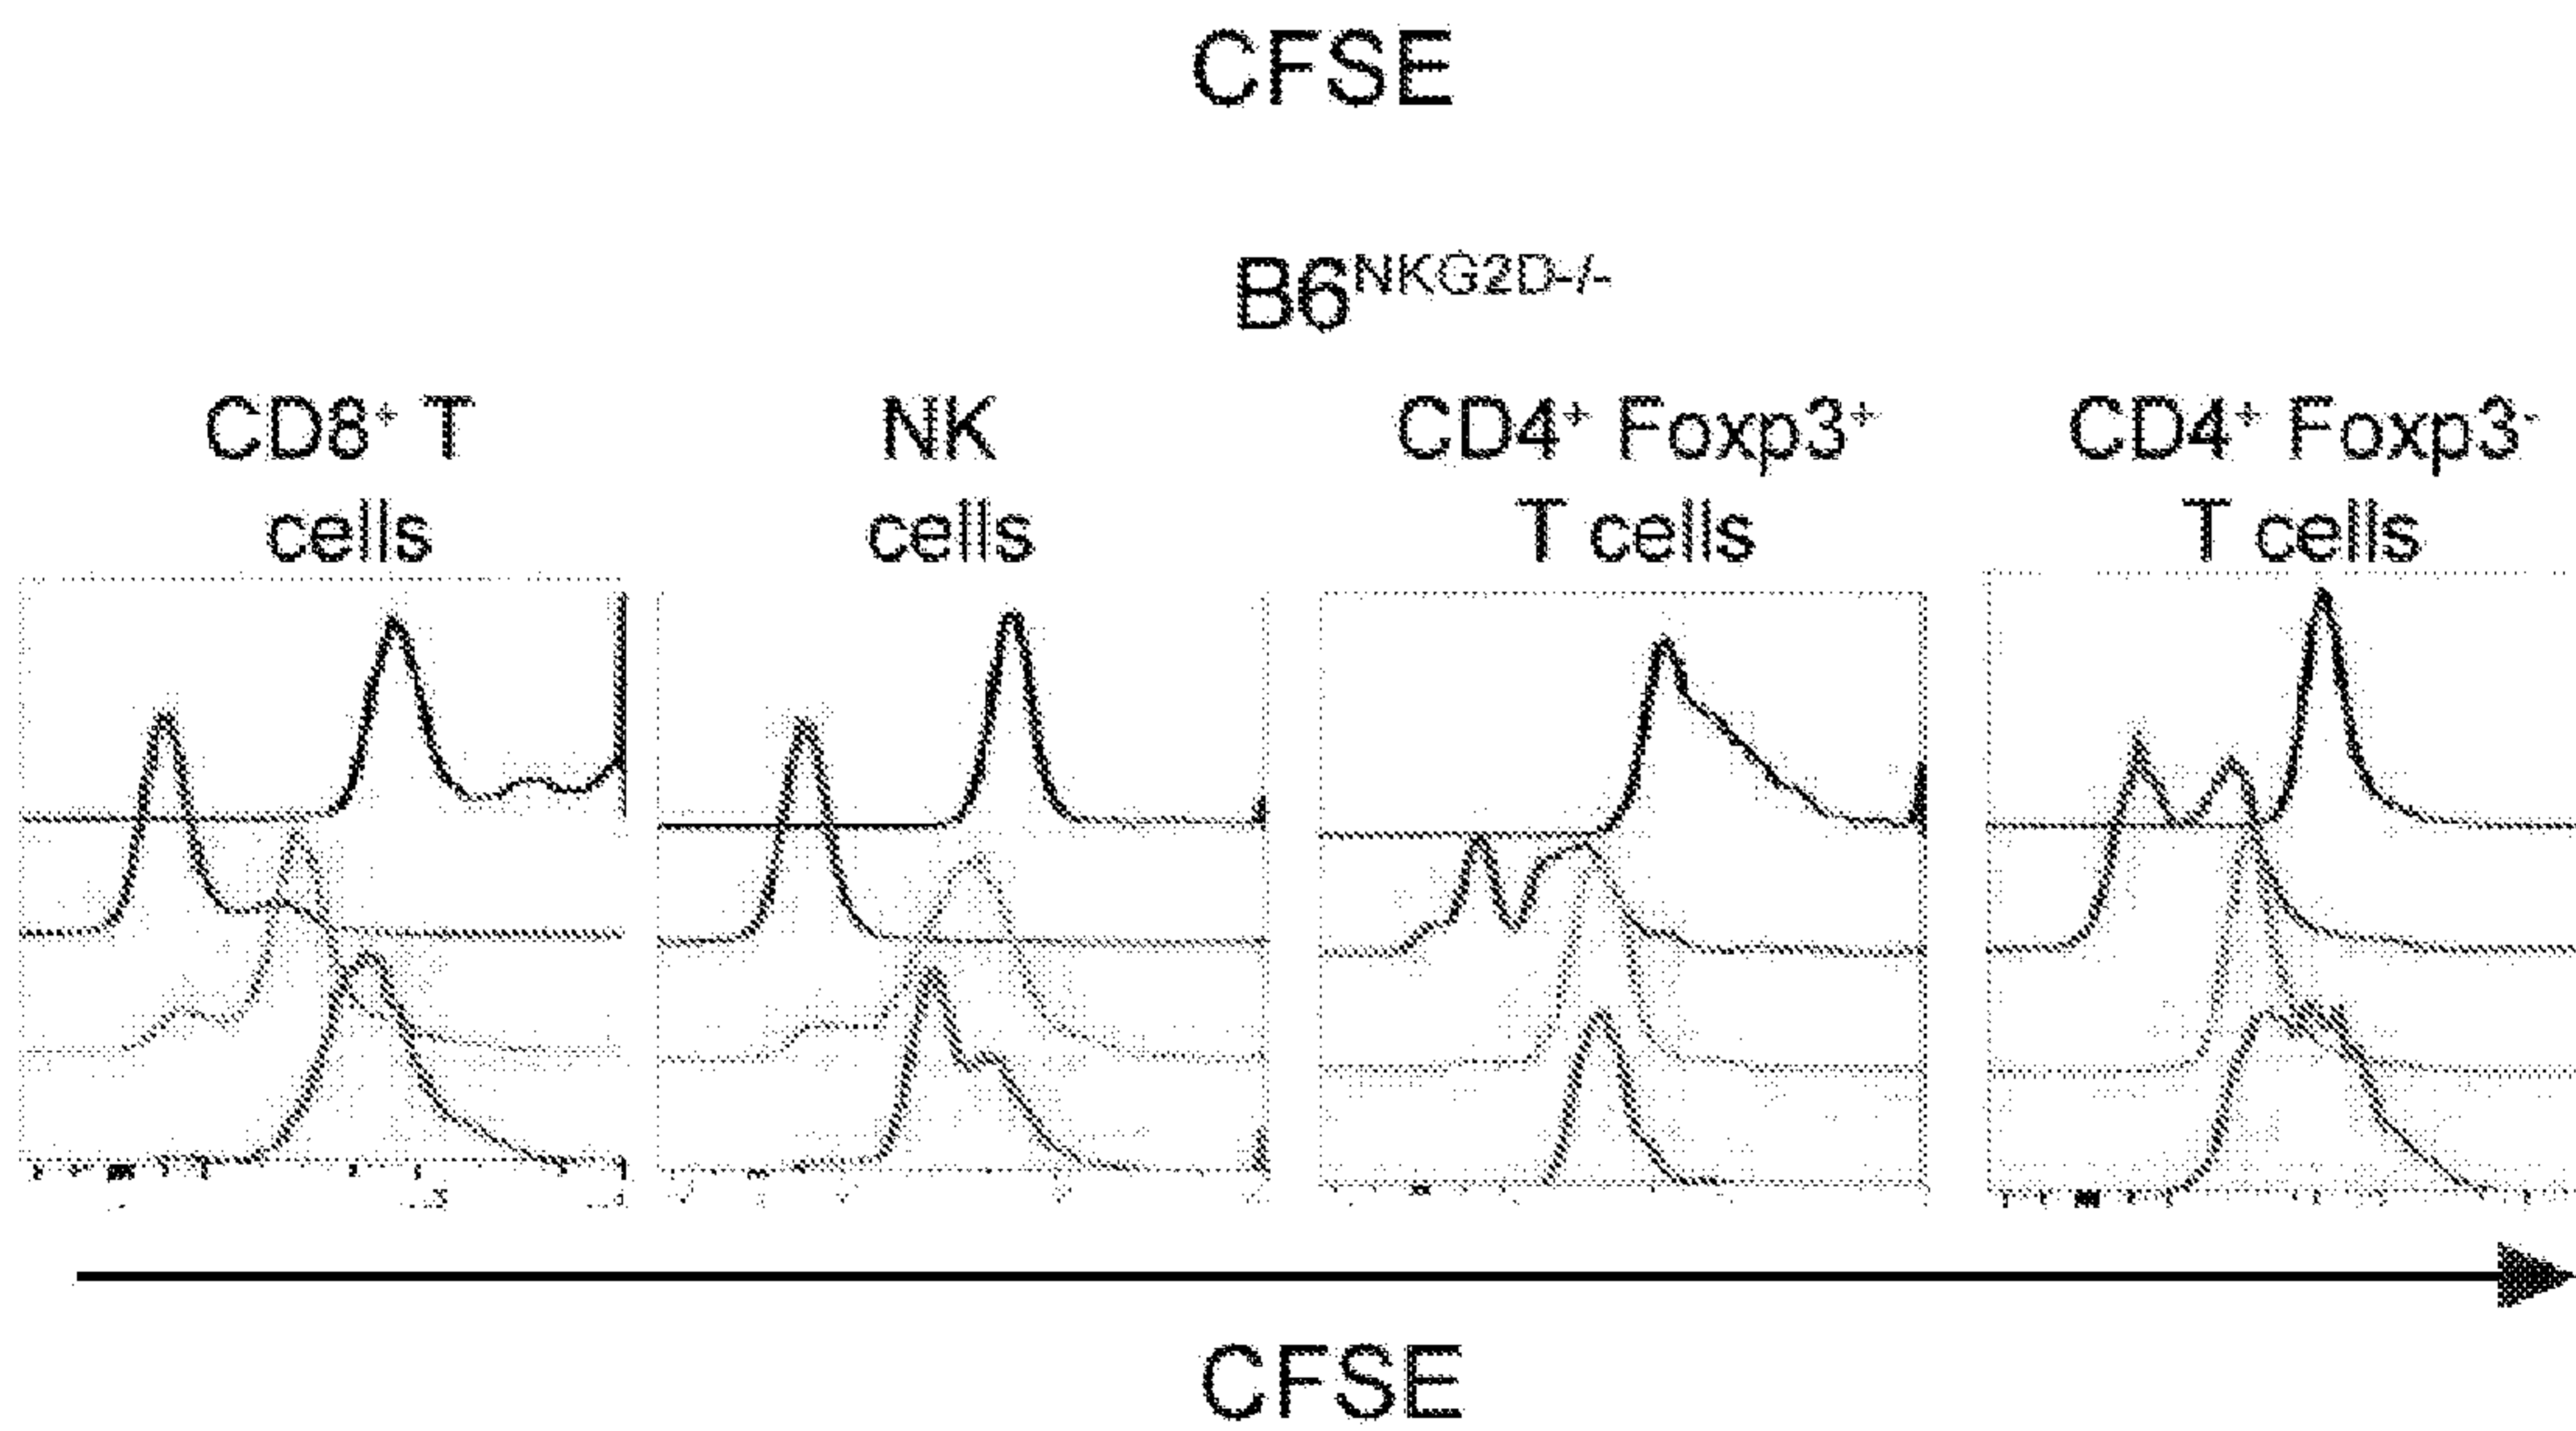 CFSE
B6NKG2D-/-
CD8+ T
cells
NK
cells
CD4+ Foxp3+
T cells
CD4+ Foxp3-
T cells
CFSE